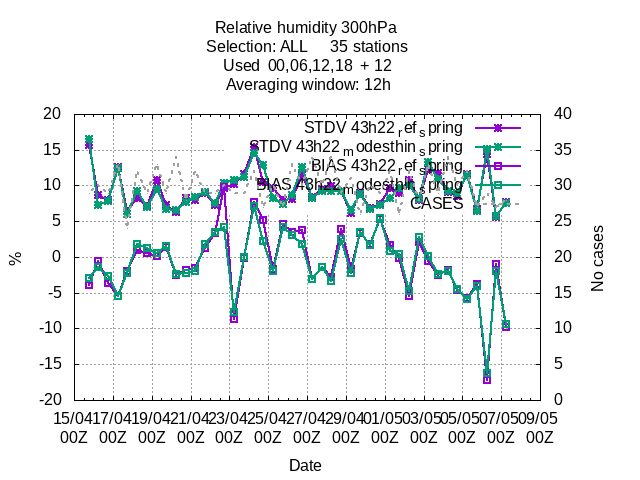 Relative humidity 300hPa
Selection: ALL 35 stations
Used 00,06,12,18 + 12
Averaging window: 12h
20 40
STDV 43h22_ref_spring
STDV 43h22_modesthin_spring
BIAS 43h22_ref_spring
BIAS 43h22_modesthin_spring
CASES
15 35
10 30
5 25
0 20
-5 15
-10 10
-15 5
-20 0
%
No cases
15/04 17/04 19/04 21/04 23/04 25/04 27/04 29/04 01/05 03/05 05/05 07/05 09/05
00Z 00Z 00Z 00Z 00Z 00Z 00Z 00Z 00Z 00Z 00Z 00Z 00Z
Date